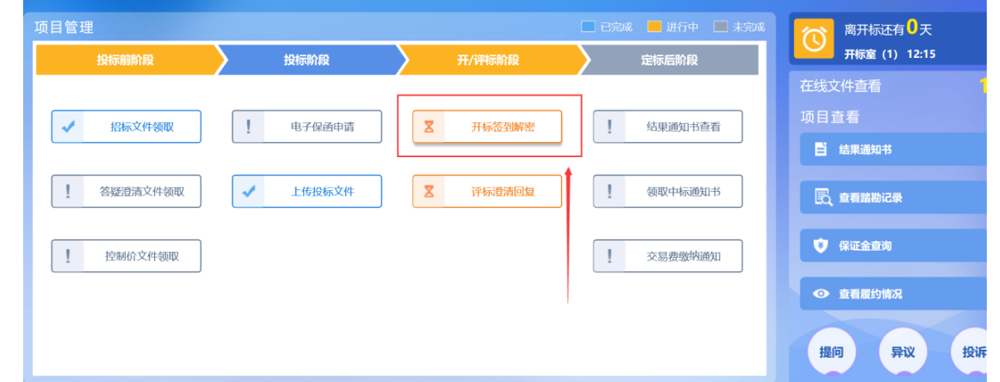 项目管理
已完成 进行中 未完成
投标前阶段 投标阶段 开/评标阶段 定标后阶段
招标文件领取 电子保函申请 开标签到解密 结果通知书查看
答疑澄清文件领取 上传投标文件 评标澄清回复 领取中标通知书
控制价文件领取 交易费缴纳通知
离开标还有0天
开标室（1） 12:15
在线文件查看 1
项目查看
结果通知书
查看踏勘记录
保证金查询
查看履约情况
提问 异议 投诉